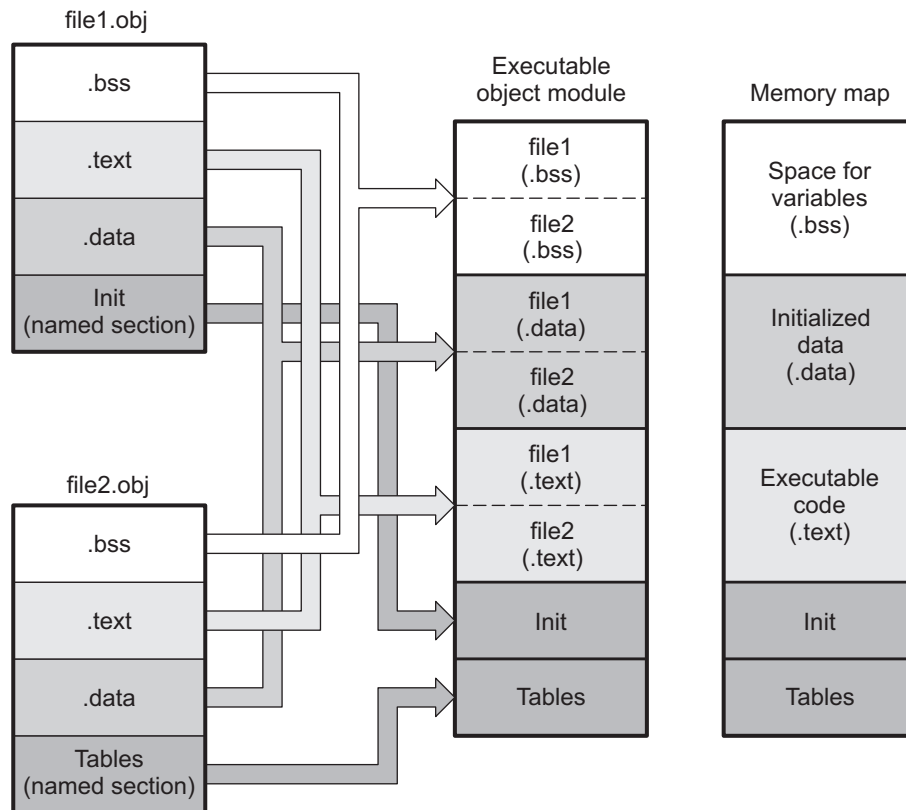 file1.obj
.bss
.text
.data
Init
(named section)
file2.obj
.bss
.text
.data
Tables
(named section)
Executable
object module
file1
(.bss)
file2
(.bss)
file1
(.data)
file2
(.data)
file1
(.text)
file2
(.text)
Init
Tables
Memory map
Space for
variables
(.bss)
Initialized
data
(.data)
Executable
code
(.text)
Init
Tables